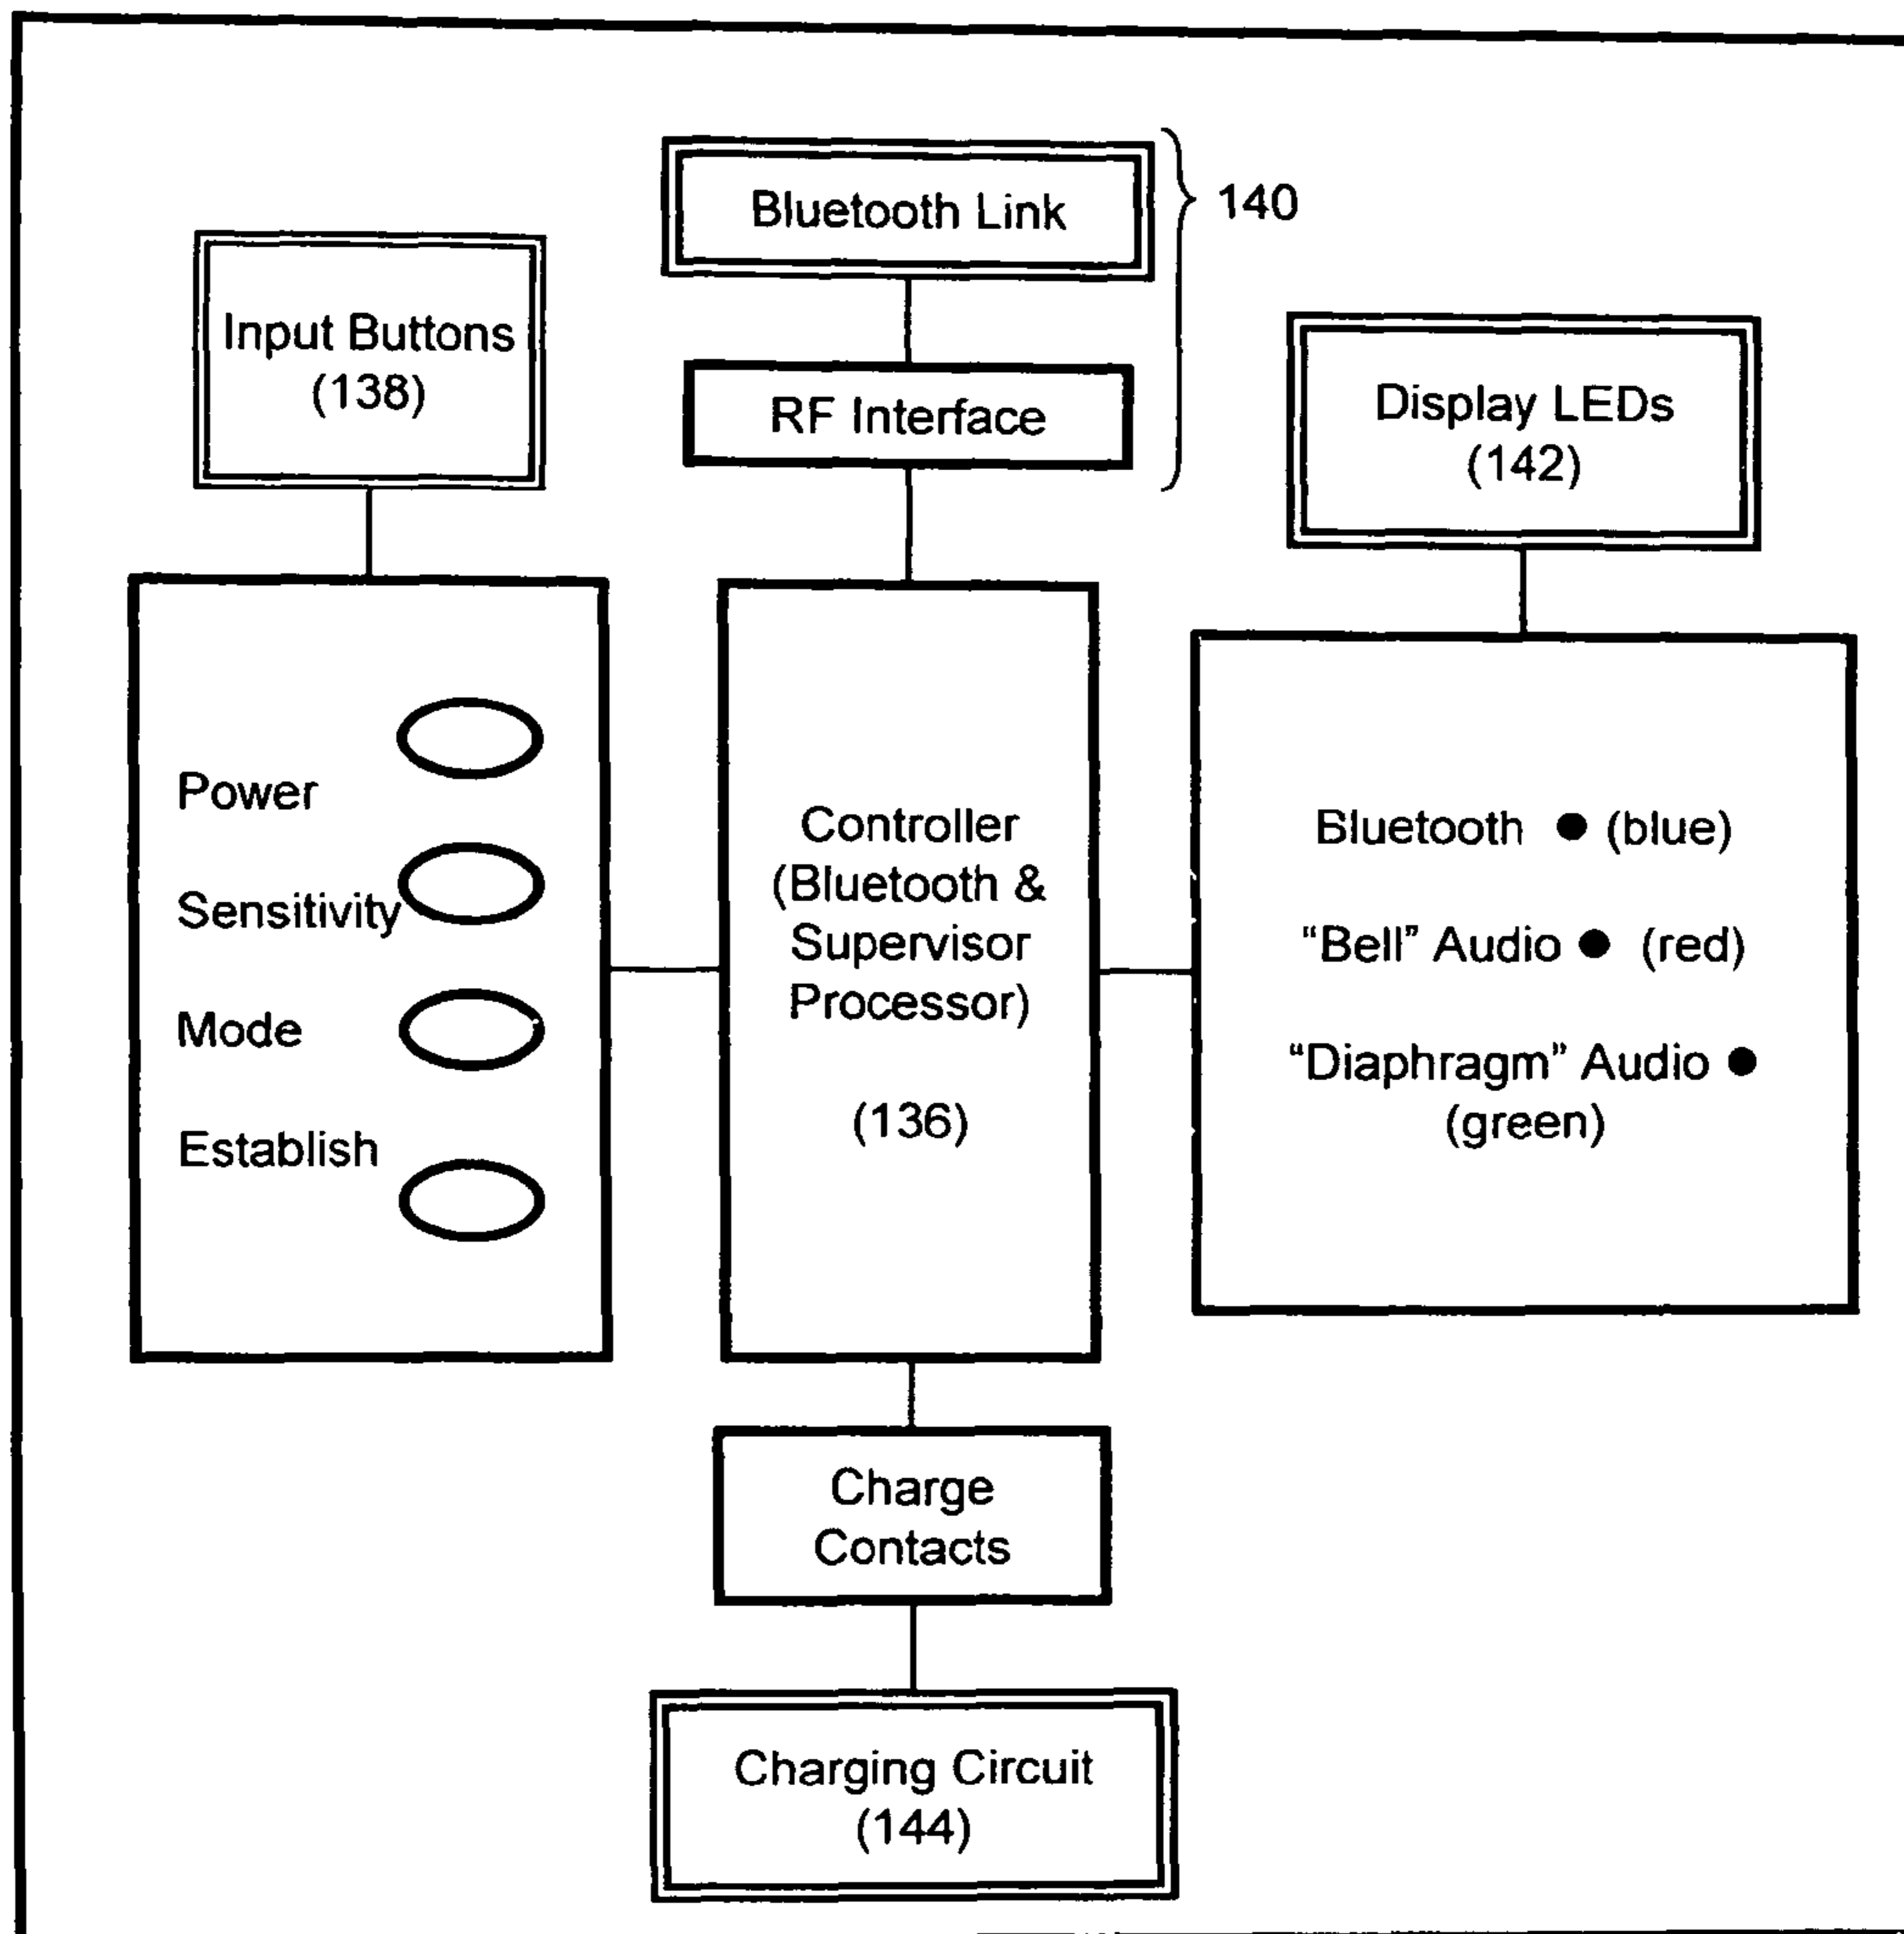 Bluetooth Link
140
Input Buttons
(138)
RF Interface
Display LEDs
(142)
Power
Sensitivity
Mode
Establish
Controller
(Bluetooth &
Supervisor
Processor)
(136)
Bluetooth ● (blue)
“Bell” Audio ● (red)
“Diaphragm” Audio ●
(green)
Charge
Contacts
Charging Circuit
(144)